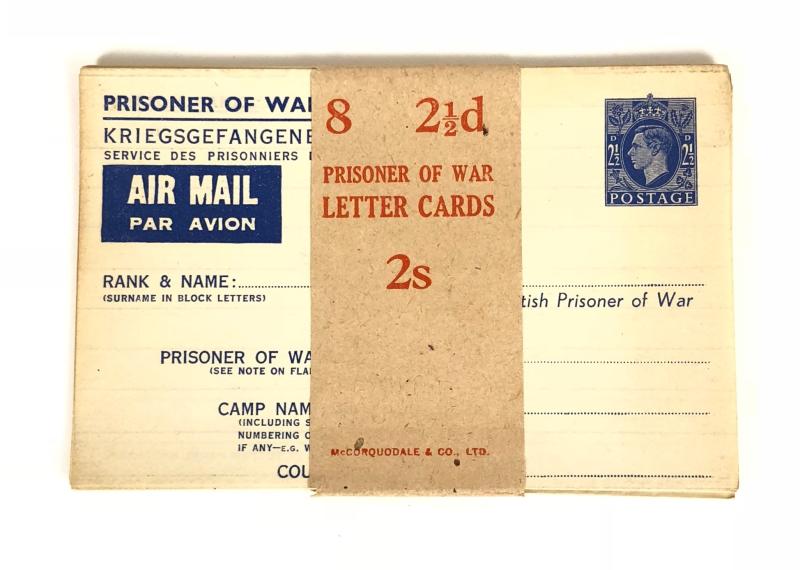 PRISONER OF WAR
KRIEGSGEFANGENE
SERVICE DES PRISONNIERS
AIR MAIL
PAR AVION
RANK & NAME:
(SURNAME IN BLOCK LETTERS)
PRISONER OF WA
(SEE NOTE ON FLA
CAMP NAM
(INCLUDING S
NUMBERING O
IF ANY—E.G. W
COU
8 2½d
PRISONER OF WAR
LETTER CARDS
2s
McCORQUODALE & CO., LTD.
D D
2½ 2½
POSTAGE
tish Prisoner of War